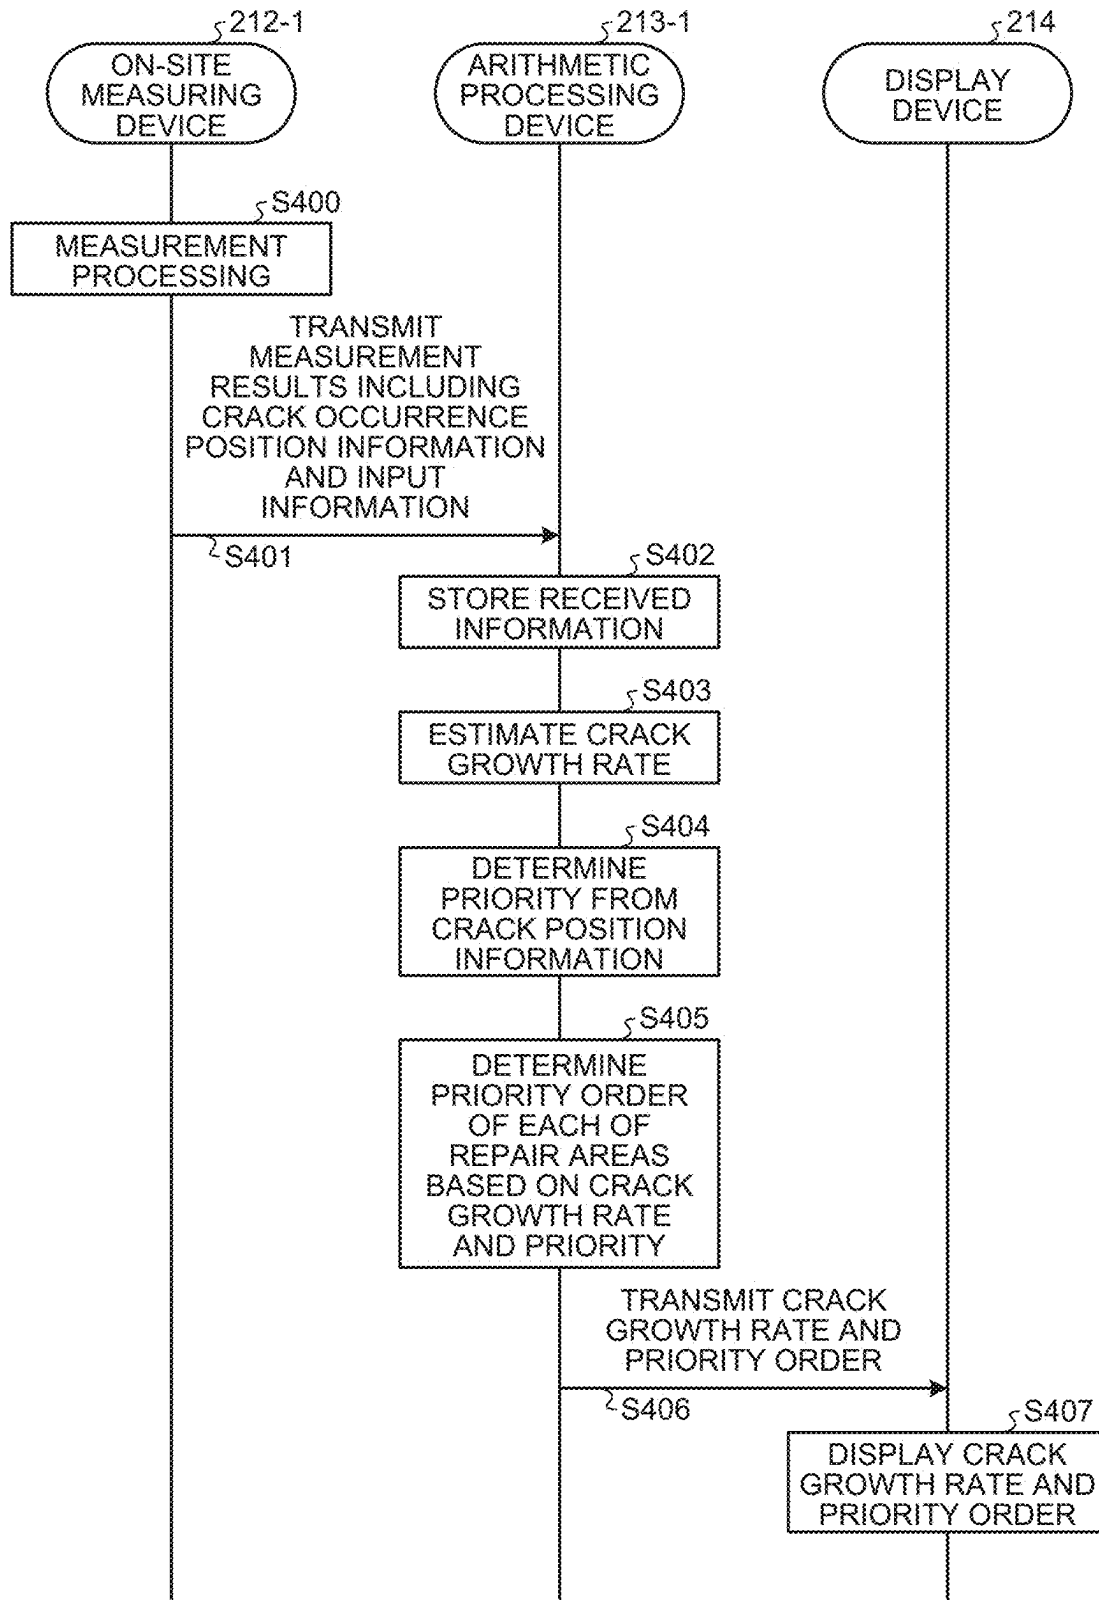 212-1
ON-SITE
MEASURING
DEVICE
213-1
ARITHMETIC
PROCESSING
DEVICE
214
DISPLAY
DEVICE
S400
MEASUREMENT
PROCESSING
TRANSMIT
MEASUREMENT
RESULTS INCLUDING
CRACK OCCURRENCE
POSITION INFORMATION
AND INPUT
INFORMATION
S401
S402
STORE RECEIVED
INFORMATION
S403
ESTIMATE CRACK
GROWTH RATE
S404
DETERMINE
PRIORITY FROM
CRACK POSITION
INFORMATION
S405
DETERMINE
PRIORITY ORDER
OF EACH OF
REPAIR AREAS
BASED ON CRACK
GROWTH RATE
AND PRIORITY
TRANSMIT CRACK
GROWTH RATE AND
PRIORITY ORDER
S406
S407
DISPLAY CRACK
GROWTH RATE AND
PRIORITY ORDER